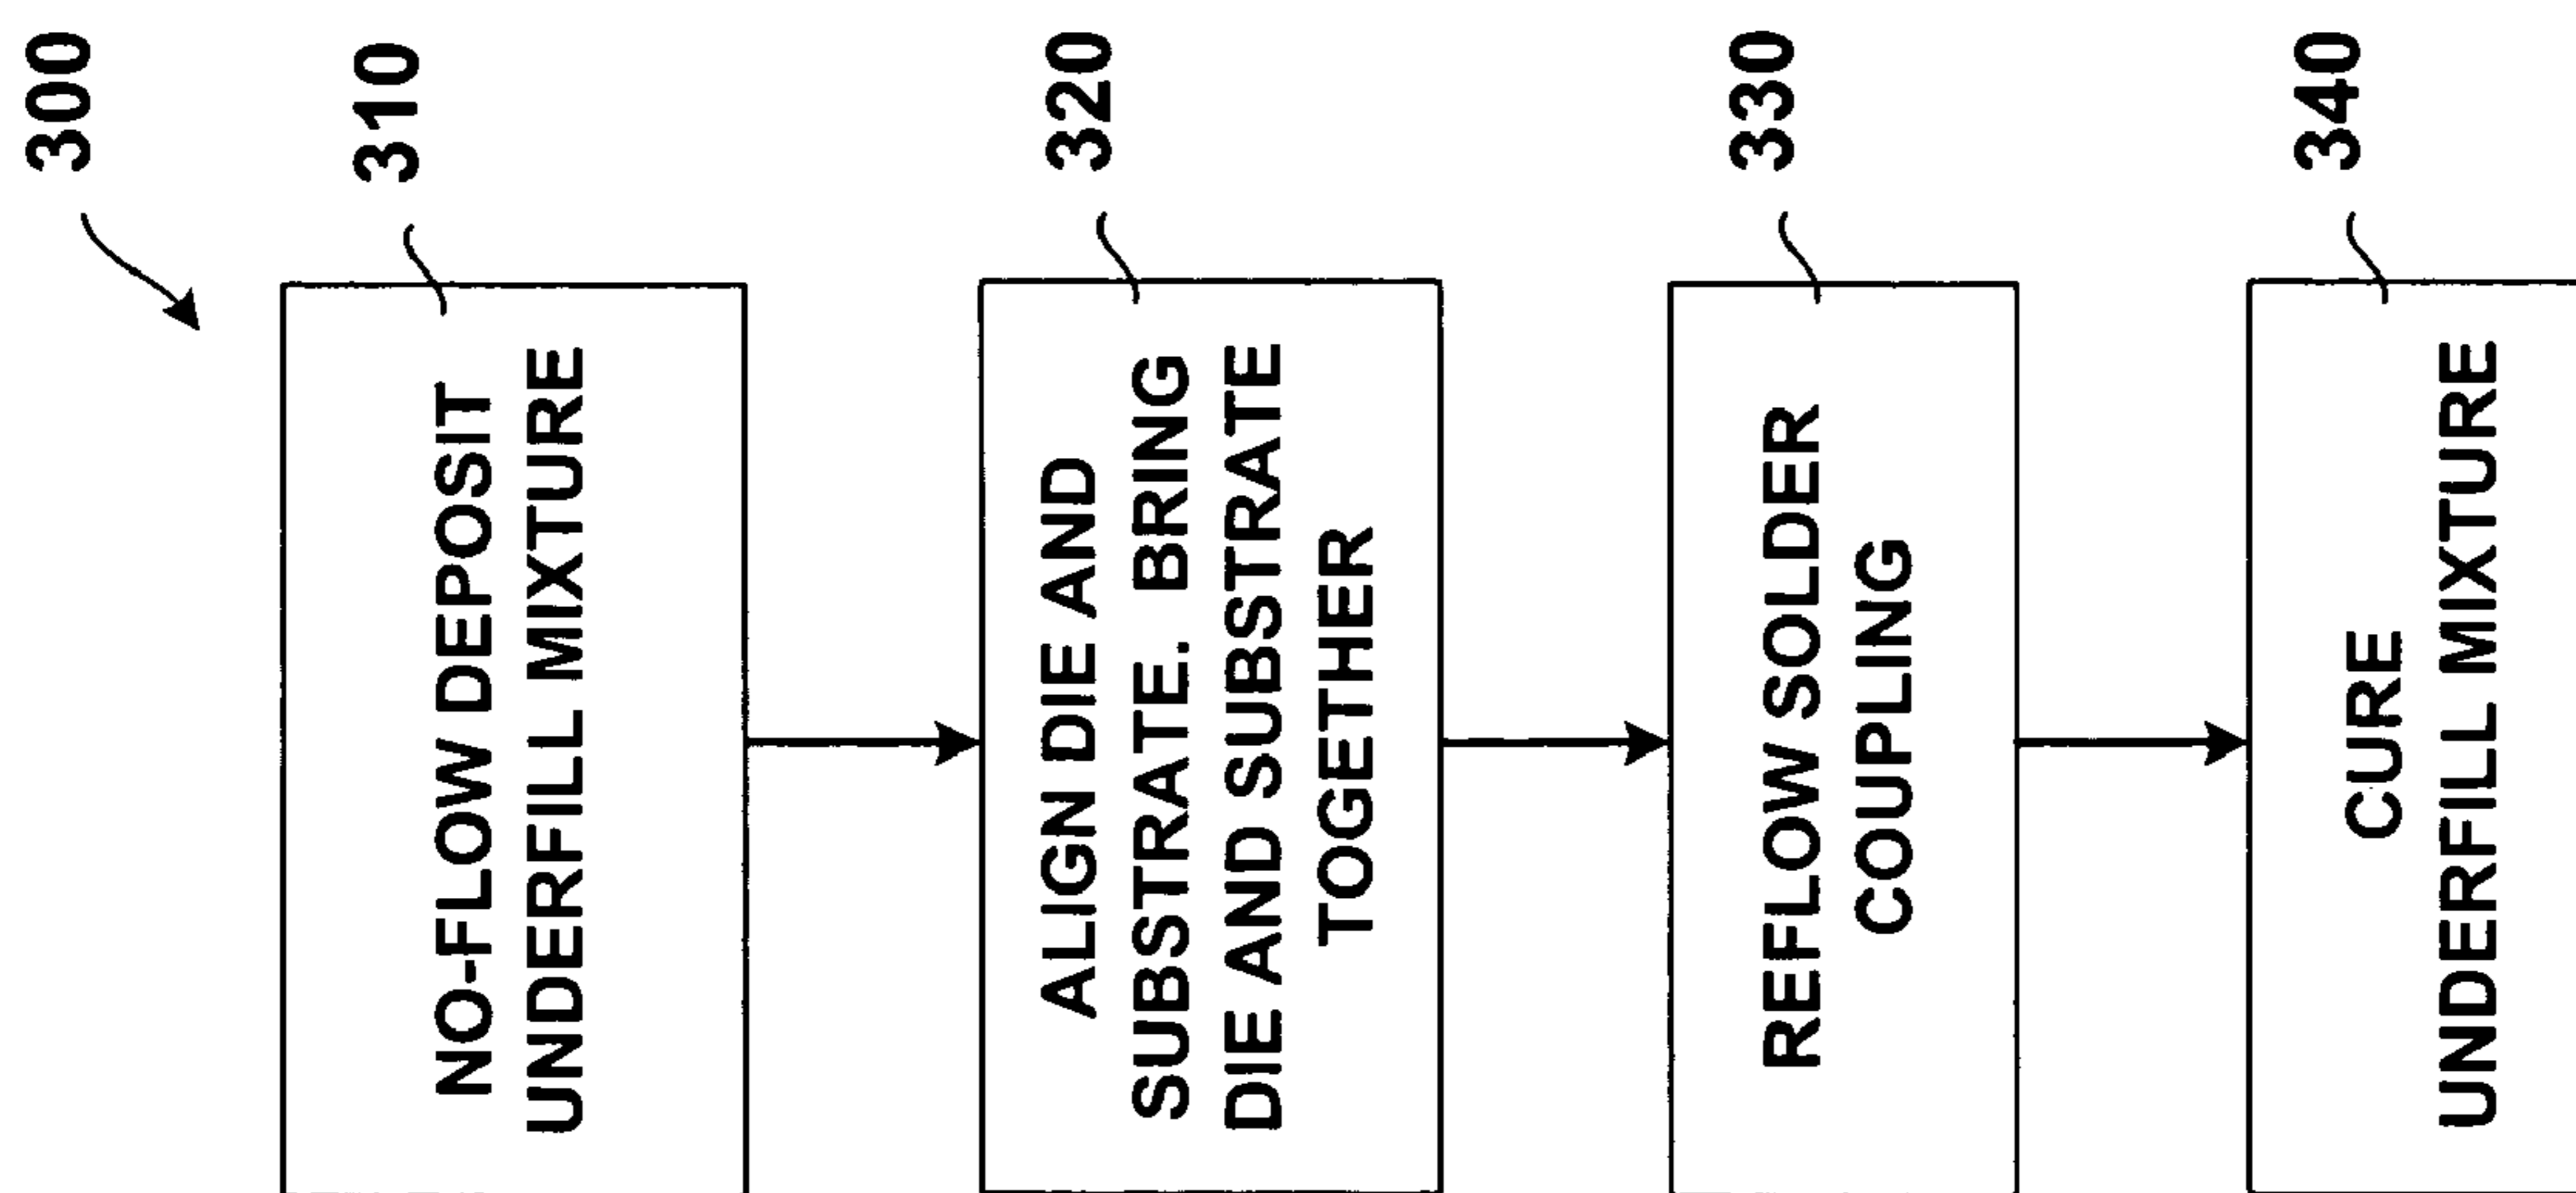 300
310
NO-FLOW DEPOSIT
UNDERFILL MIXTURE
320
ALIGN DIE AND
SUBSTRATE. BRING
DIE AND SUBSTRATE
TOGETHER
330
REFLOW SOLDER
COUPLING
340
CURE
UNDERFILL MIXTURE